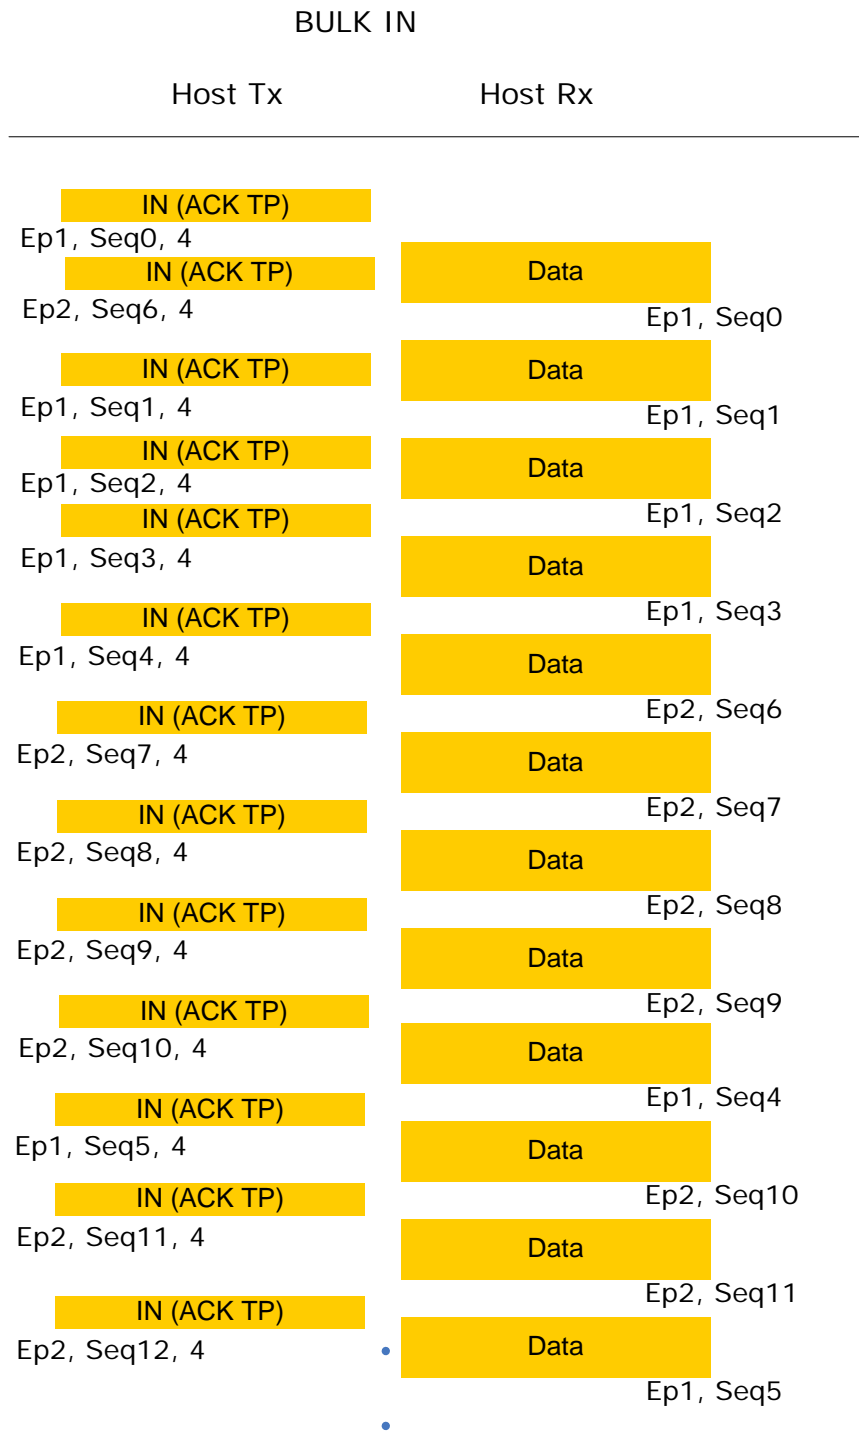 BULK IN
Host Tx Host Rx
IN (ACK TP)
Ep1, Seq0, 4
IN (ACK TP) Data
Ep2, Seq6, 4
Ep1, Seq0
IN (ACK TP) Data
Ep1, Seq1, 4
Ep1, Seq1
IN (ACK TP)
Data
Ep1, Seq2, 4
Ep1, Seq2
IN (ACK TP)
Ep1, Seq3, 4
Data
Ep1, Seq3
IN (ACK TP)
Ep1, Seq4, 4
Data
Ep2, Seq6
IN (ACK TP)
Ep2, Seq7, 4
Data
Ep2, Seq7
IN (ACK TP)
Ep2, Seq8, 4
Data
Ep2, Seq8
IN (ACK TP)
Ep2, Seq9, 4
Data
Ep2, Seq9
IN (ACK TP)
Ep2, Seq10, 4
Data
Ep1, Seq4
IN (ACK TP)
Ep1, Seq5, 4
Data
Ep2, Seq10
IN (ACK TP)
Ep2, Seq11, 4
Data
Ep2, Seq11
IN (ACK TP)
Ep2, Seq12, 4
Data
Ep1, Seq5